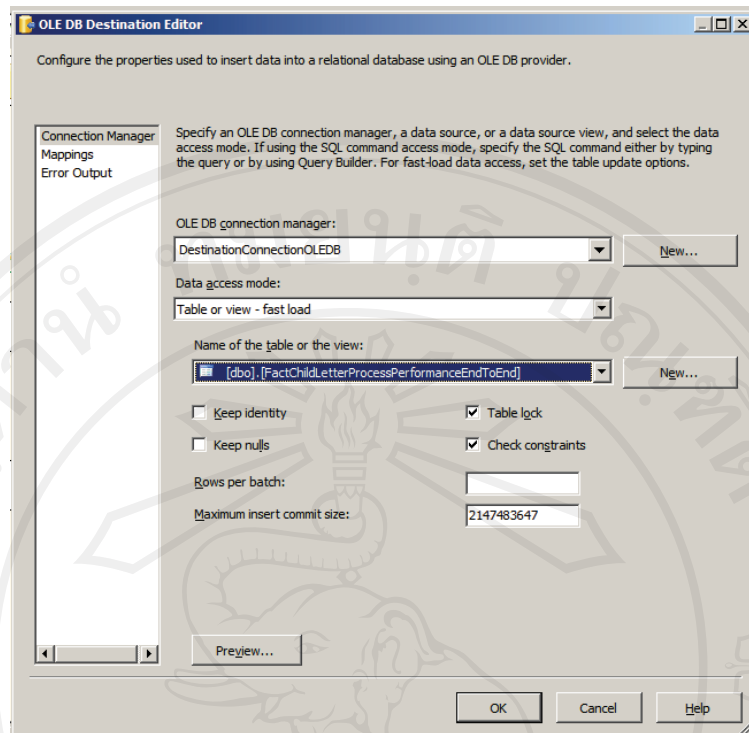 OLE DB Destination Editor
Configure the properties used to insert data into a relational database using an OLE DB provider.
Connection Manager
Mappings
Error Output
Specify an OLE DB connection manager, a data source, or a data source view, and select the data
access mode. If using the SQL command access mode, specify the SQL command either by typing
the query or by using Query Builder. For fast-load data access, set the table update options.
OLE DB connection manager:
DestinationConnectionOLEDB
New...
Data access mode:
Table or view - fast load
Name of the table or the view:
[dbo].[FactChildLetterProcessPerformanceEndToEnd]
New...
Keep identity
Table lock
Keep nulls
Check constraints
Rows per batch:
Maximum insert commit size:
2147483647
Preview...
OK
Cancel
Help